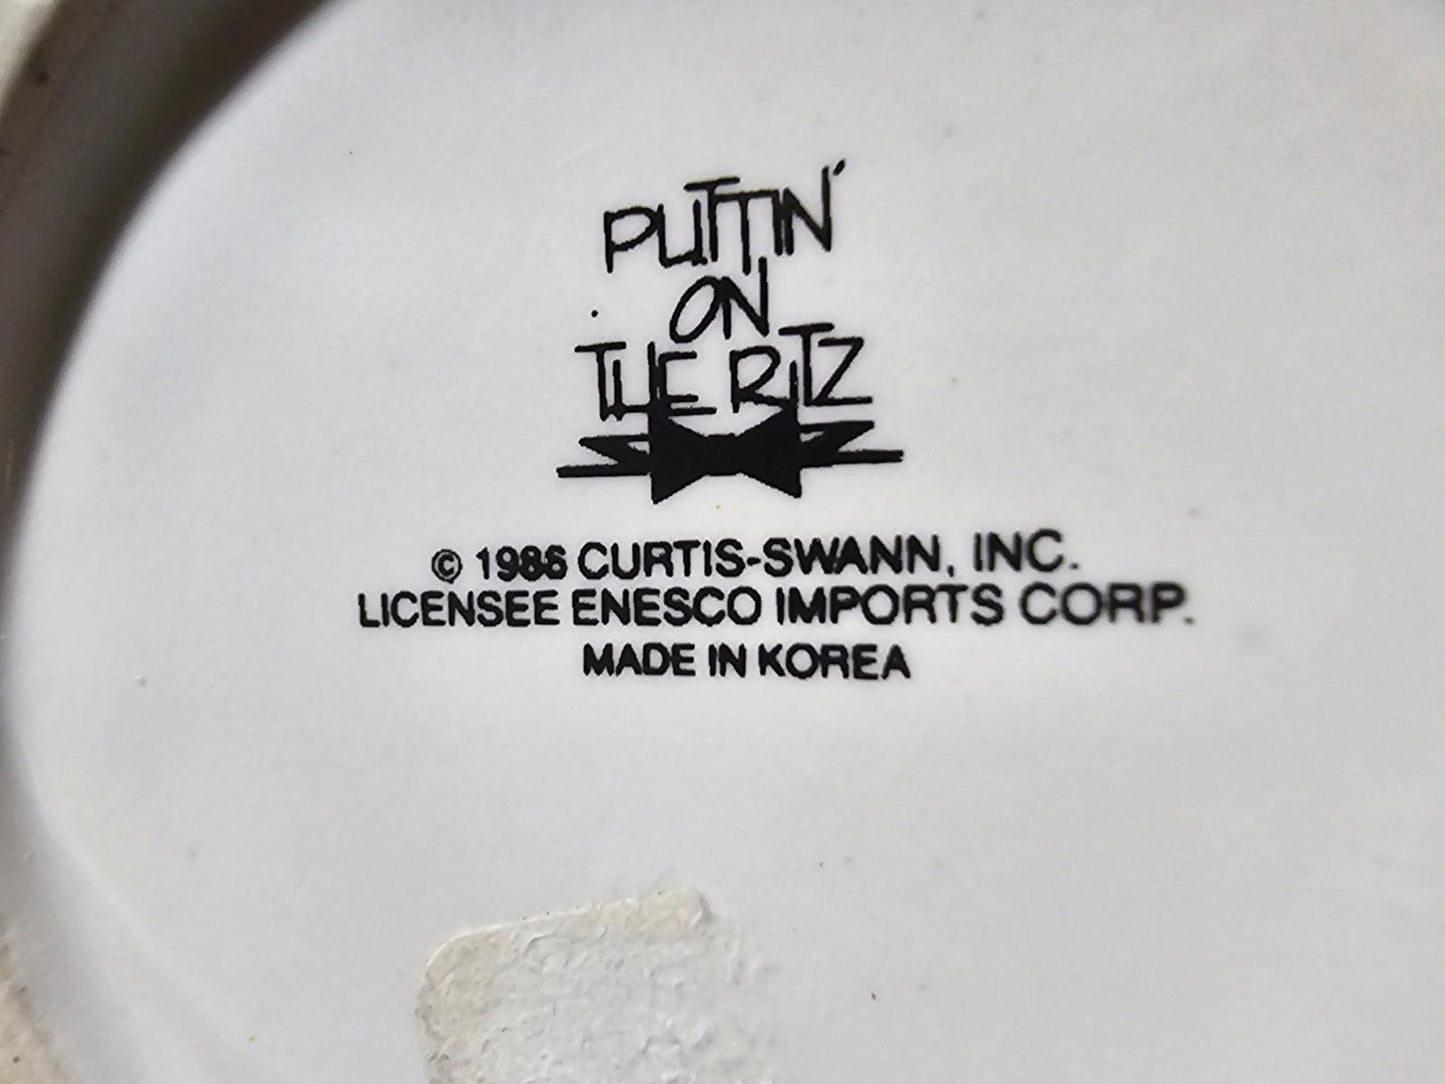 PUTTIN'
ON
THE RITZ
© 1986 CURTIS-SWANN, INC.
LICENSEE ENESCO IMPORTS CORP.
MADE IN KOREA